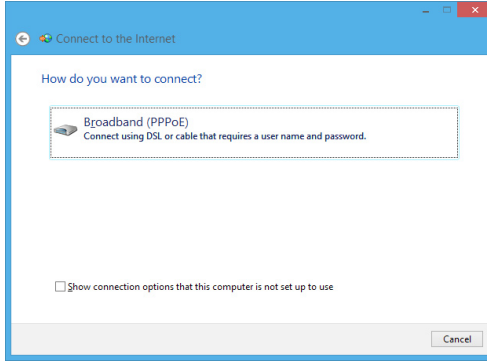 Connect to the Internet
How do you want to connect?
Broadband (PPPoE)
Connect using DSL or cable that requires a user name and password.
Show connection options that this computer is not set up to use
Cancel